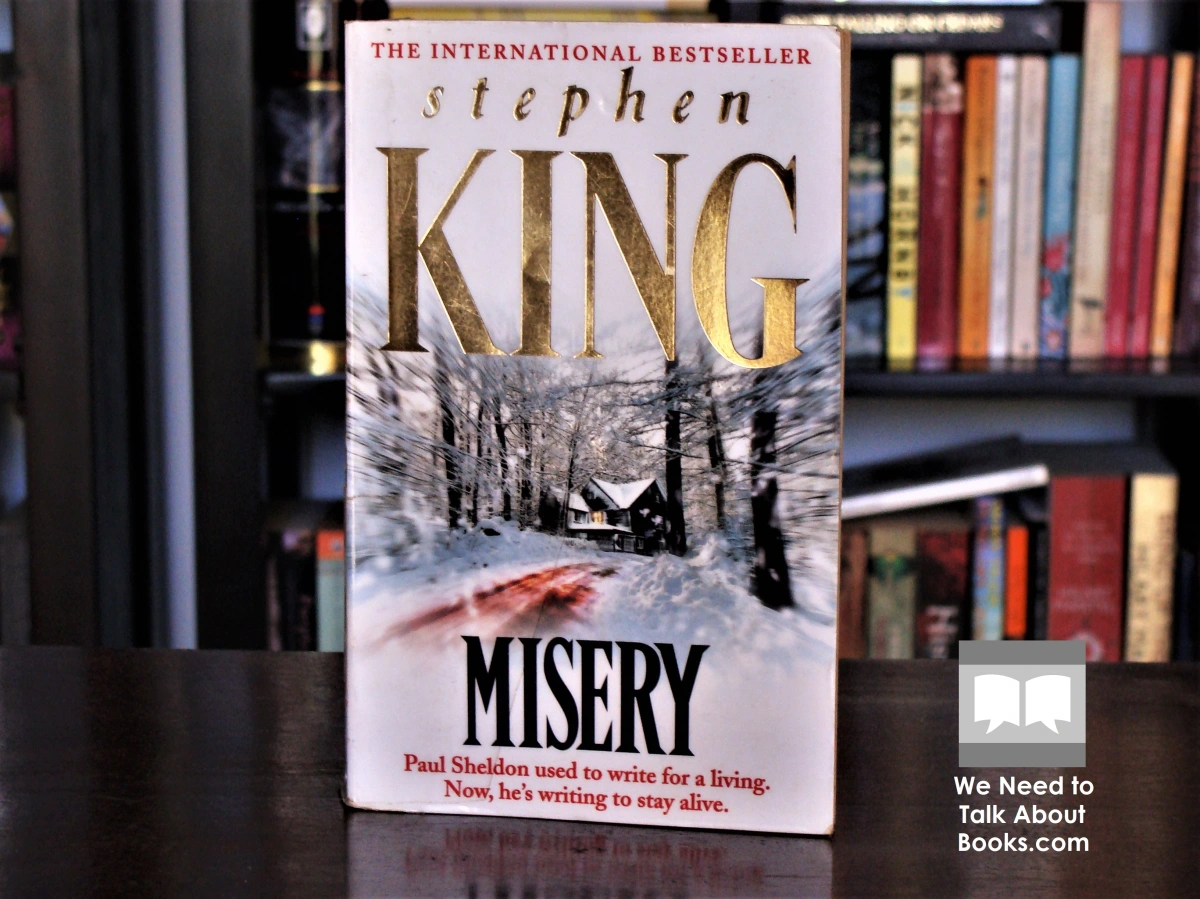 THE INTERNATIONAL BESTSELLER
stephen
KING
MISERY
Paul Sheldon used to write for a living.
Now, he's writing to stay alive.
We Need to
Talk About
Books.com